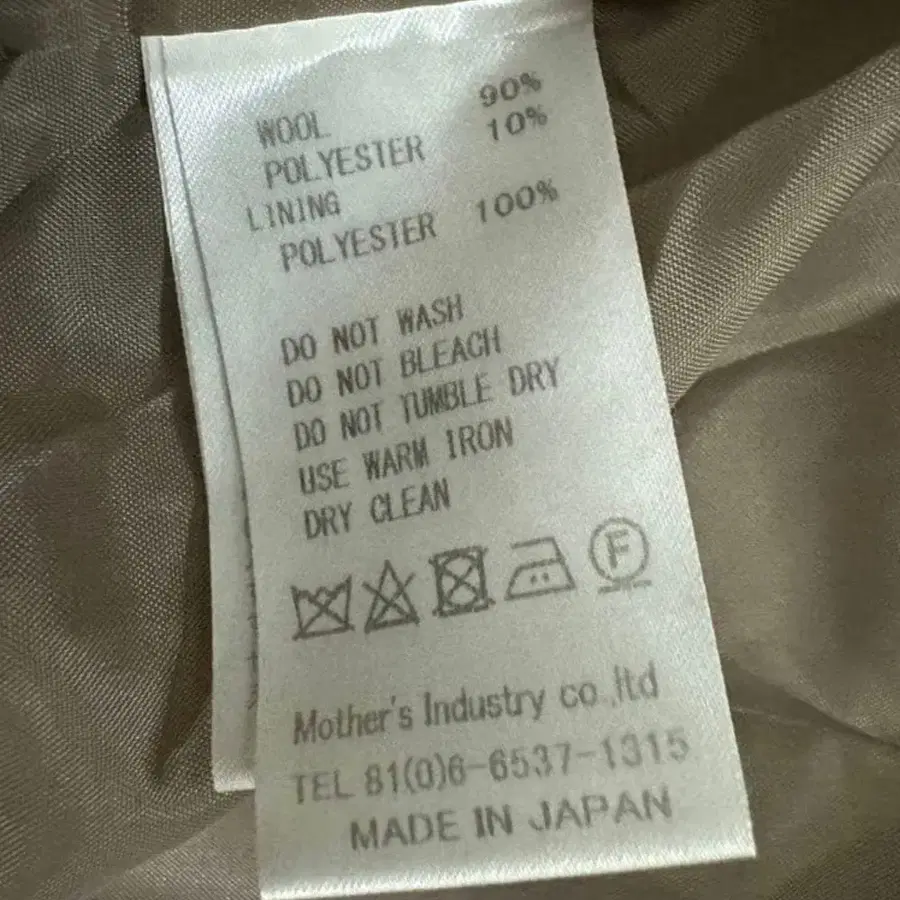 WOOL 90%
POLYESTER 10%
LINING
POLYESTER 100%
DO NOT WASH
DO NOT BLEACH
DO NOT TUMBLE DRY
USE WARM IRON
DRY CLEAN
F
Mother's Industry co.,ltd
TEL 81(0)6-6537-1315
MADE IN JAPAN